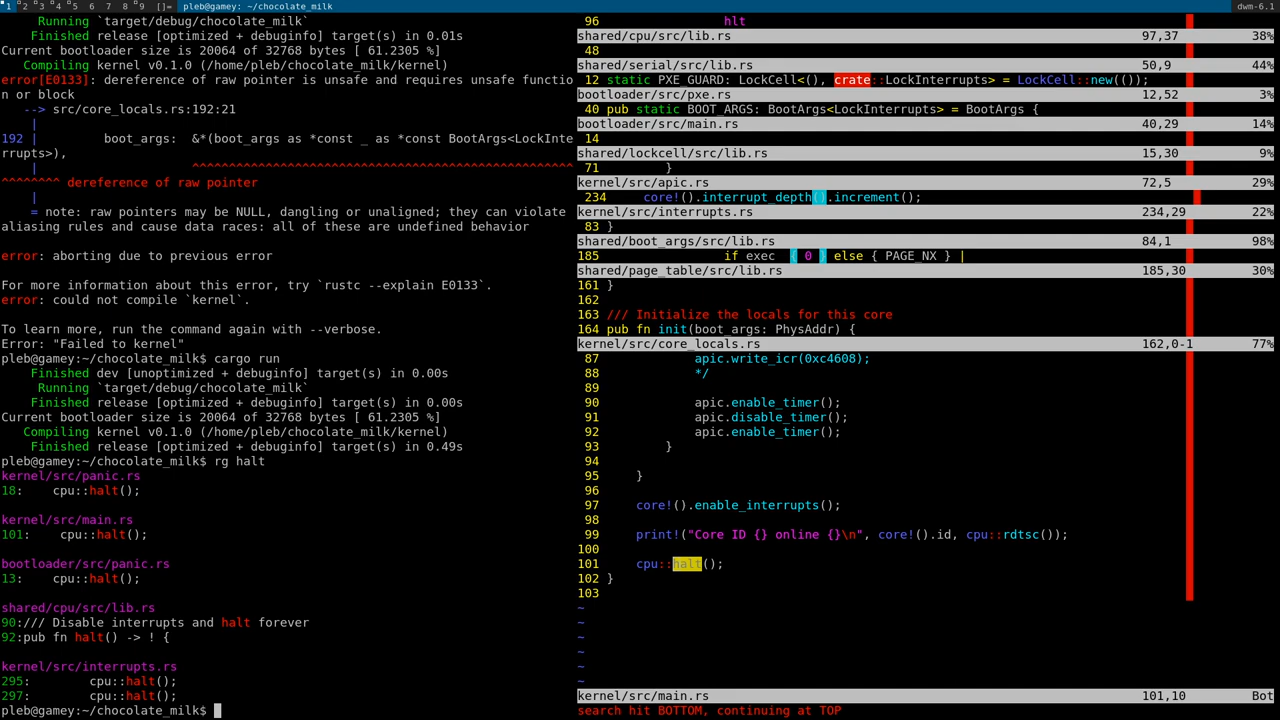 1 2 3 4 5 6 7 8 9 []= pleb@gamey: ~/chocolate_milk dwm-6.1
Running `target/debug/chocolate_milk`
Finished release [optimized + debuginfo] target(s) in 0.01s
Current bootloader size is 20064 of 32768 bytes [ 61.2305 %]
Compiling kernel v0.1.0 (/home/pleb/chocolate_milk/kernel)
error[E0133]: dereference of raw pointer is unsafe and requires unsafe functio
n or block
--> src/core_locals.rs:192:21
|
192 | boot_args: &*(boot_args as *const _ as *const BootArgs<LockInte
rrupts>),
| ^^^^^^^^^^^^^^^^^^^^^^^^^^^^^^^^^^^^^^^^^^^^^^^^^^^^
^^^^^^^^ dereference of raw pointer
|
= note: raw pointers may be NULL, dangling or unaligned; they can violate
aliasing rules and cause data races: all of these are undefined behavior
error: aborting due to previous error
For more information about this error, try `rustc --explain E0133`.
error: could not compile `kernel`.
To learn more, run the command again with --verbose.
Error: "Failed to kernel"
pleb@gamey:~/chocolate_milk$ cargo run
Finished dev [unoptimized + debuginfo] target(s) in 0.00s
Running `target/debug/chocolate_milk`
Finished release [optimized + debuginfo] target(s) in 0.00s
Current bootloader size is 20064 of 32768 bytes [ 61.2305 %]
Compiling kernel v0.1.0 (/home/pleb/chocolate_milk/kernel)
Finished release [optimized + debuginfo] target(s) in 0.49s
pleb@gamey:~/chocolate_milk$ rg halt
kernel/src/panic.rs
18: cpu::halt();
kernel/src/main.rs
101: cpu::halt();
bootloader/src/panic.rs
13: cpu::halt();
shared/cpu/src/lib.rs
90:/// Disable interrupts and halt forever
92:pub fn halt() -> ! {
kernel/src/interrupts.rs
295: cpu::halt();
297: cpu::halt();
pleb@gamey:~/chocolate_milk$
96 hlt
shared/cpu/src/lib.rs 97,37 38%
48
shared/serial/src/lib.rs 50,9 44%
12 static PXE_GUARD: LockCell<(), crate::LockInterrupts> = LockCell::new(());
bootloader/src/pxe.rs 12,52 3%
40 pub static BOOT_ARGS: BootArgs<LockInterrupts> = BootArgs {
bootloader/src/main.rs 40,29 14%
14
shared/lockcell/src/lib.rs 15,30 9%
71 }
kernel/src/apic.rs 72,5 29%
234 core!().interrupt_depth().increment();
kernel/src/interrupts.rs 234,29 22%
83 }
shared/boot_args/src/lib.rs 84,1 98%
185 if exec { 0 } else { PAGE_NX } |
shared/page_table/src/lib.rs 185,30 30%
161 }
162
163 /// Initialize the locals for this core
164 pub fn init(boot_args: PhysAddr) {
kernel/src/core_locals.rs 162,0-1 77%
87 apic.write_icr(0xc4608);
88 */
89
90 apic.enable_timer();
91 apic.disable_timer();
92 apic.enable_timer();
93 }
94
95 }
96
97 core!().enable_interrupts();
98
99 print!("Core ID {} online {}\n", core!().id, cpu::rdtsc());
100
101 cpu::halt();
102 }
103
~
~
~
~
~
~
kernel/src/main.rs 101,10 Bot
search hit BOTTOM, continuing at TOP